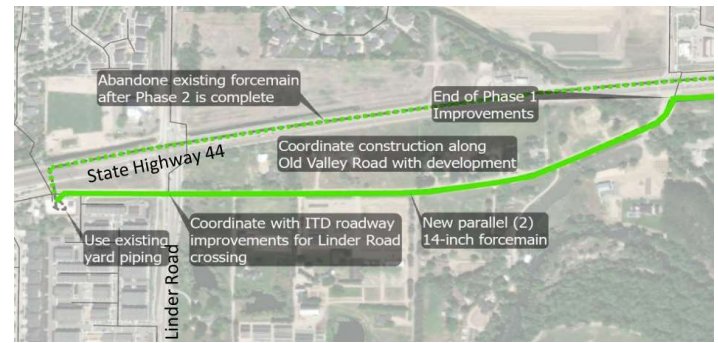 Abandone existing forcemain
after Phase 2 is complete
End of Phase 1
Improvements
Coordinate construction along
Old Valley Road with development
State Highway 44
Use existing
yard piping
Coordinate with ITD roadway
improvements for Linder Road
crossing
New parallel (2)
14-inch forcemain
Linder Road